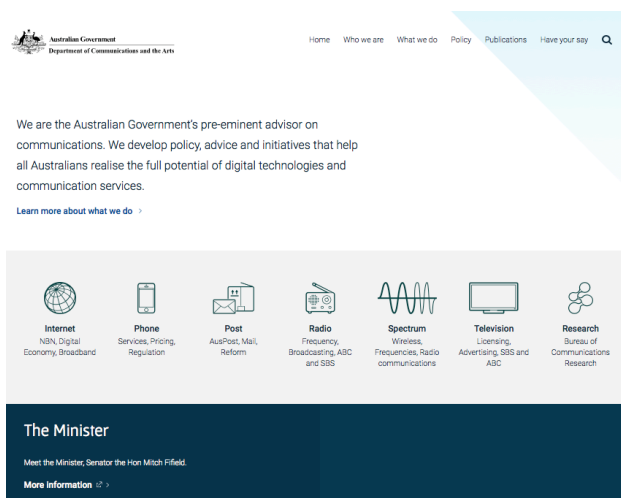 Australian Government
Department of Communications and the Arts
Home Who we are What we do Policy Publications Have your say
We are the Australian Government's pre-eminent advisor on
communications. We develop policy, advice and initiatives that help
all Australians realise the full potential of digital technologies and
communication services.
Learn more about what we do >
Internet
NBN, Digital
Economy, Broadband
Phone
Services, Pricing,
Regulation
Post
AusPost, Mail,
Reform
Radio
Frequency,
Broadcasting, ABC
and SBS
Spectrum
Wireless,
Frequencies, Radio
communications
Television
Licensing,
Advertising, SBS and
ABC
Research
Bureau of
Communications
Research
The Minister
Meet the Minister, Senator the Hon Mitch Fifield.
More Information >